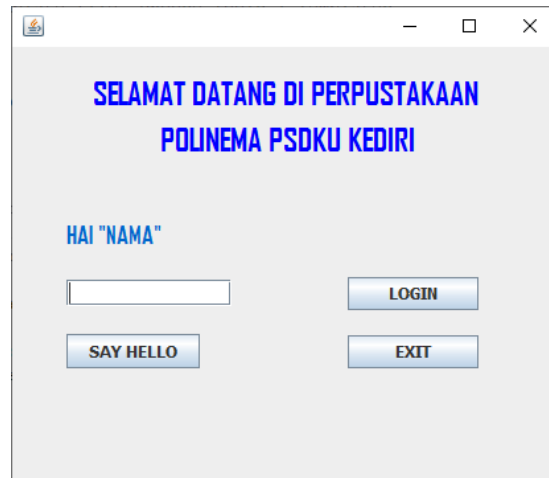 SELAMAT DATANG DI PERPUSTAKAAN
POLINEMA PSDKU KEDIRI
HAI "NAMA"
LOGIN
SAY HELLO
EXIT